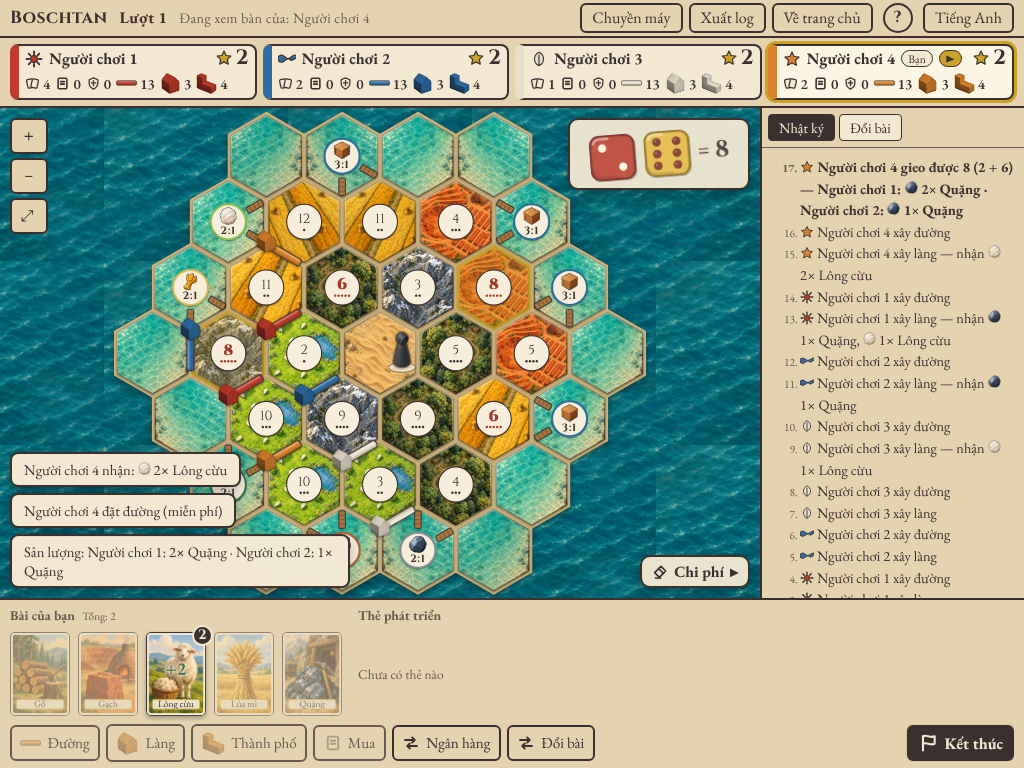 BOSCHTAN Lượt 1 Đang xem bàn của: Người chơi 4 Chuyền máy Xuất log Về trang chủ ? Tiếng Anh
Người chơi 1 2
4 0 0 13 3 4
Người chơi 2 2
2 0 0 13 3 4
Người chơi 3 2
1 0 0 13 3 4
Người chơi 4 Bạn 2
2 0 0 13 3 4
+
−
= 8
3:1
2:1 12 11 4 3:1
2:1 11 6 3 8 3:1
8 2 5 5
10 9 9 6 3:1
2:1 10 3 4
2:1
Người chơi 4 nhận: 2× Lông cừu
Người chơi 4 đặt đường (miễn phí)
Sản lượng: Người chơi 1: 2× Quặng · Người chơi 2: 1×
Quặng
Chi phí ▸
Nhật ký Đổi bài
17. Người chơi 4 gieo được 8 (2 + 6)
— Người chơi 1: 2× Quặng ·
Người chơi 2: 1× Quặng
16. Người chơi 4 xây đường
15. Người chơi 4 xây làng — nhận
2× Lông cừu
14. Người chơi 1 xây đường
13. Người chơi 1 xây làng — nhận
1× Quặng, 1× Lông cừu
12. Người chơi 2 xây đường
11. Người chơi 2 xây làng — nhận
1× Quặng
10. Người chơi 3 xây đường
9. Người chơi 3 xây làng — nhận
1× Lông cừu
8. Người chơi 3 xây đường
7. Người chơi 3 xây làng
6. Người chơi 2 xây đường
5. Người chơi 2 xây làng
4. Người chơi 1 xây đường
Bài của bạn Tổng: 2
Thẻ phát triển
2
+2
Gỗ Gạch Lông cừu Lúa mì Quặng
Chưa có thẻ nào
Đường Làng Thành phố Mua Ngân hàng Đổi bài Kết thúc